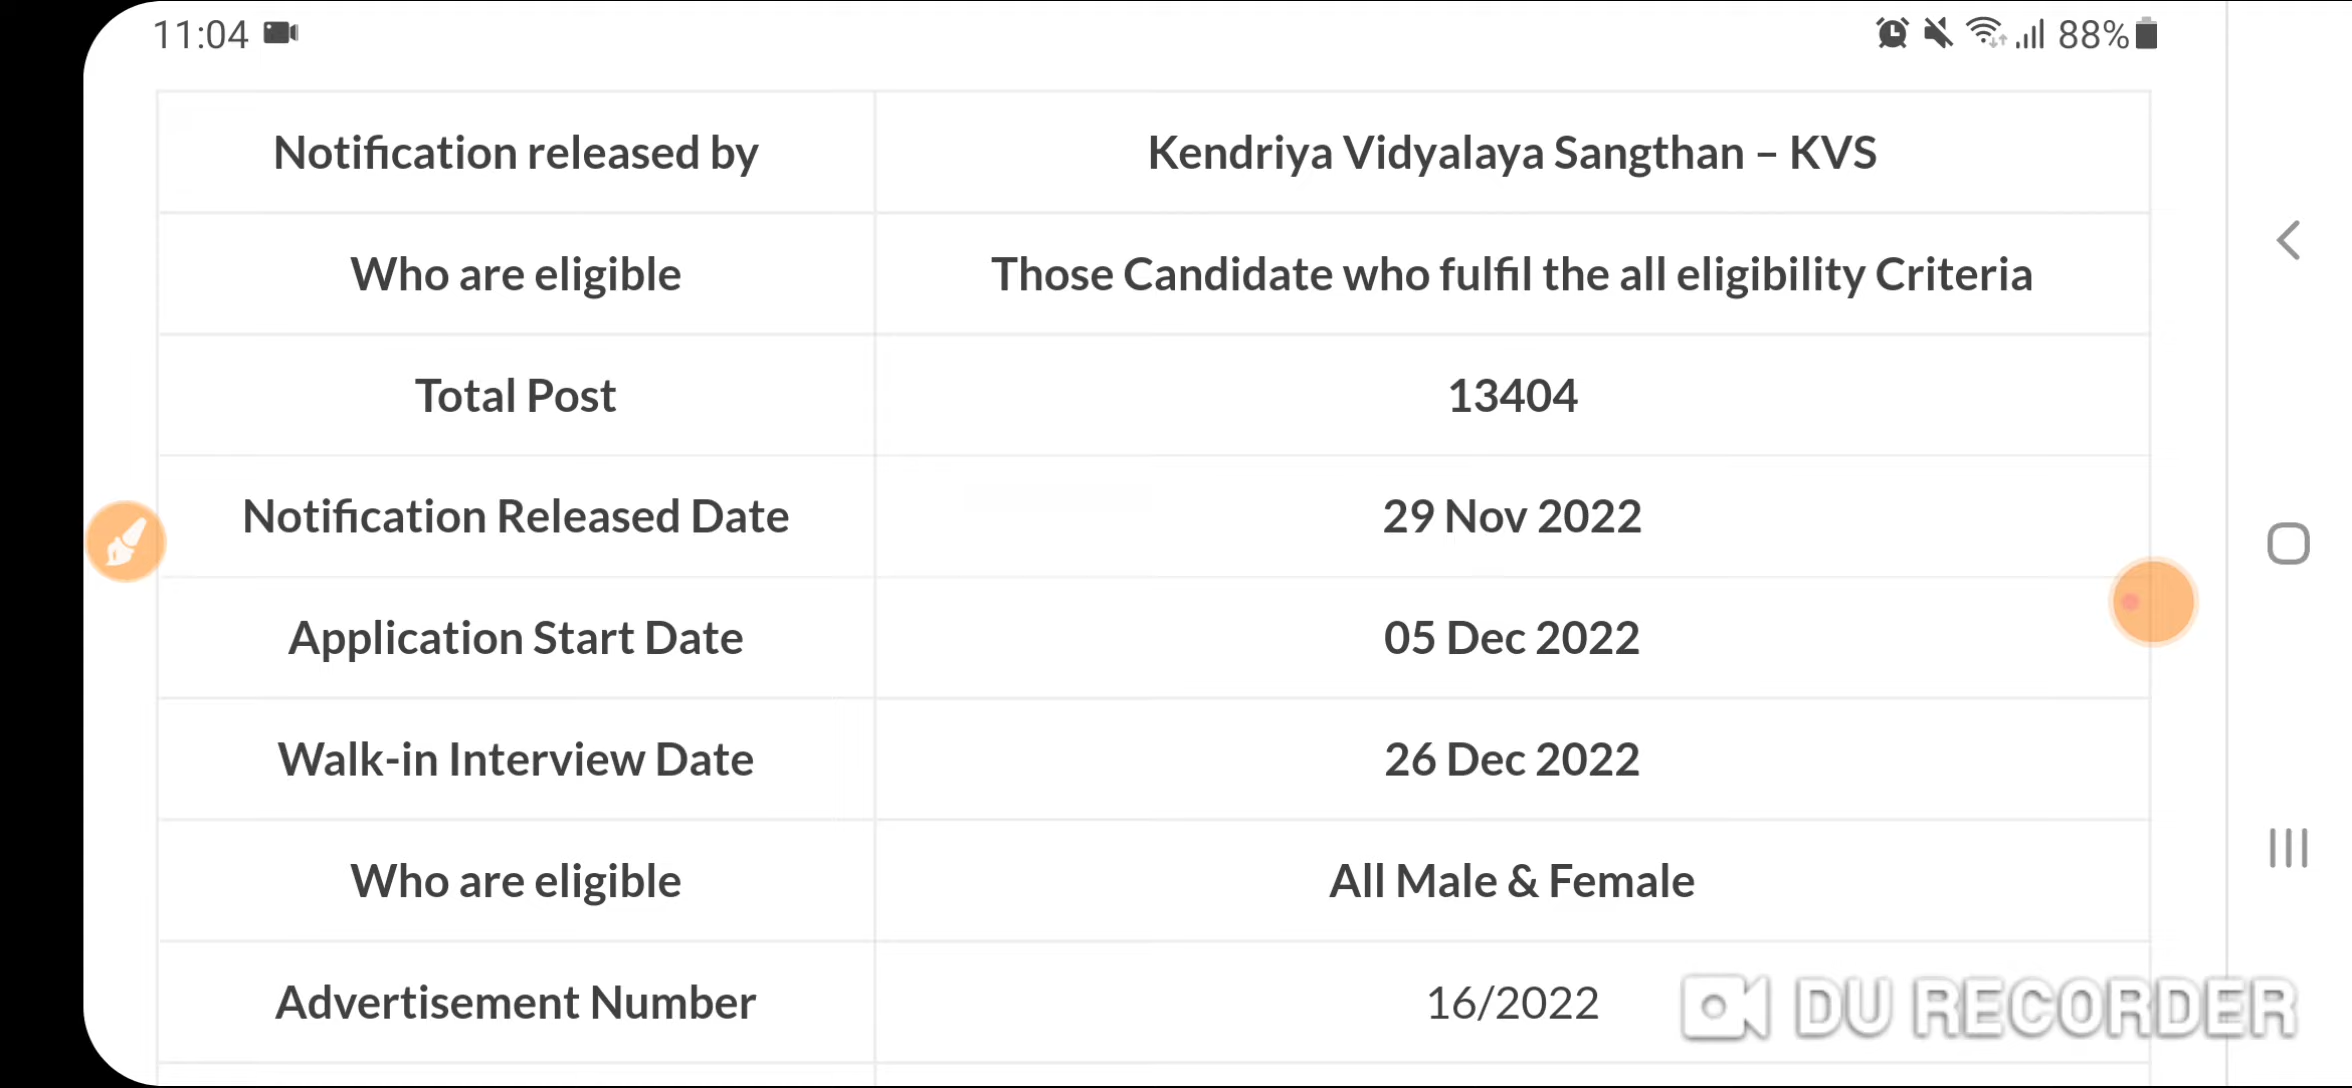 11:04
88%
Notification released by
Kendriya Vidyalaya Sangthan – KVS
Who are eligible
Those Candidate who fulfil the all eligibility Criteria
Total Post
13404
Notification Released Date
29 Nov 2022
Application Start Date
05 Dec 2022
Walk-in Interview Date
26 Dec 2022
Who are eligible
All Male & Female
Advertisement Number
16/2022
DU RECORDER